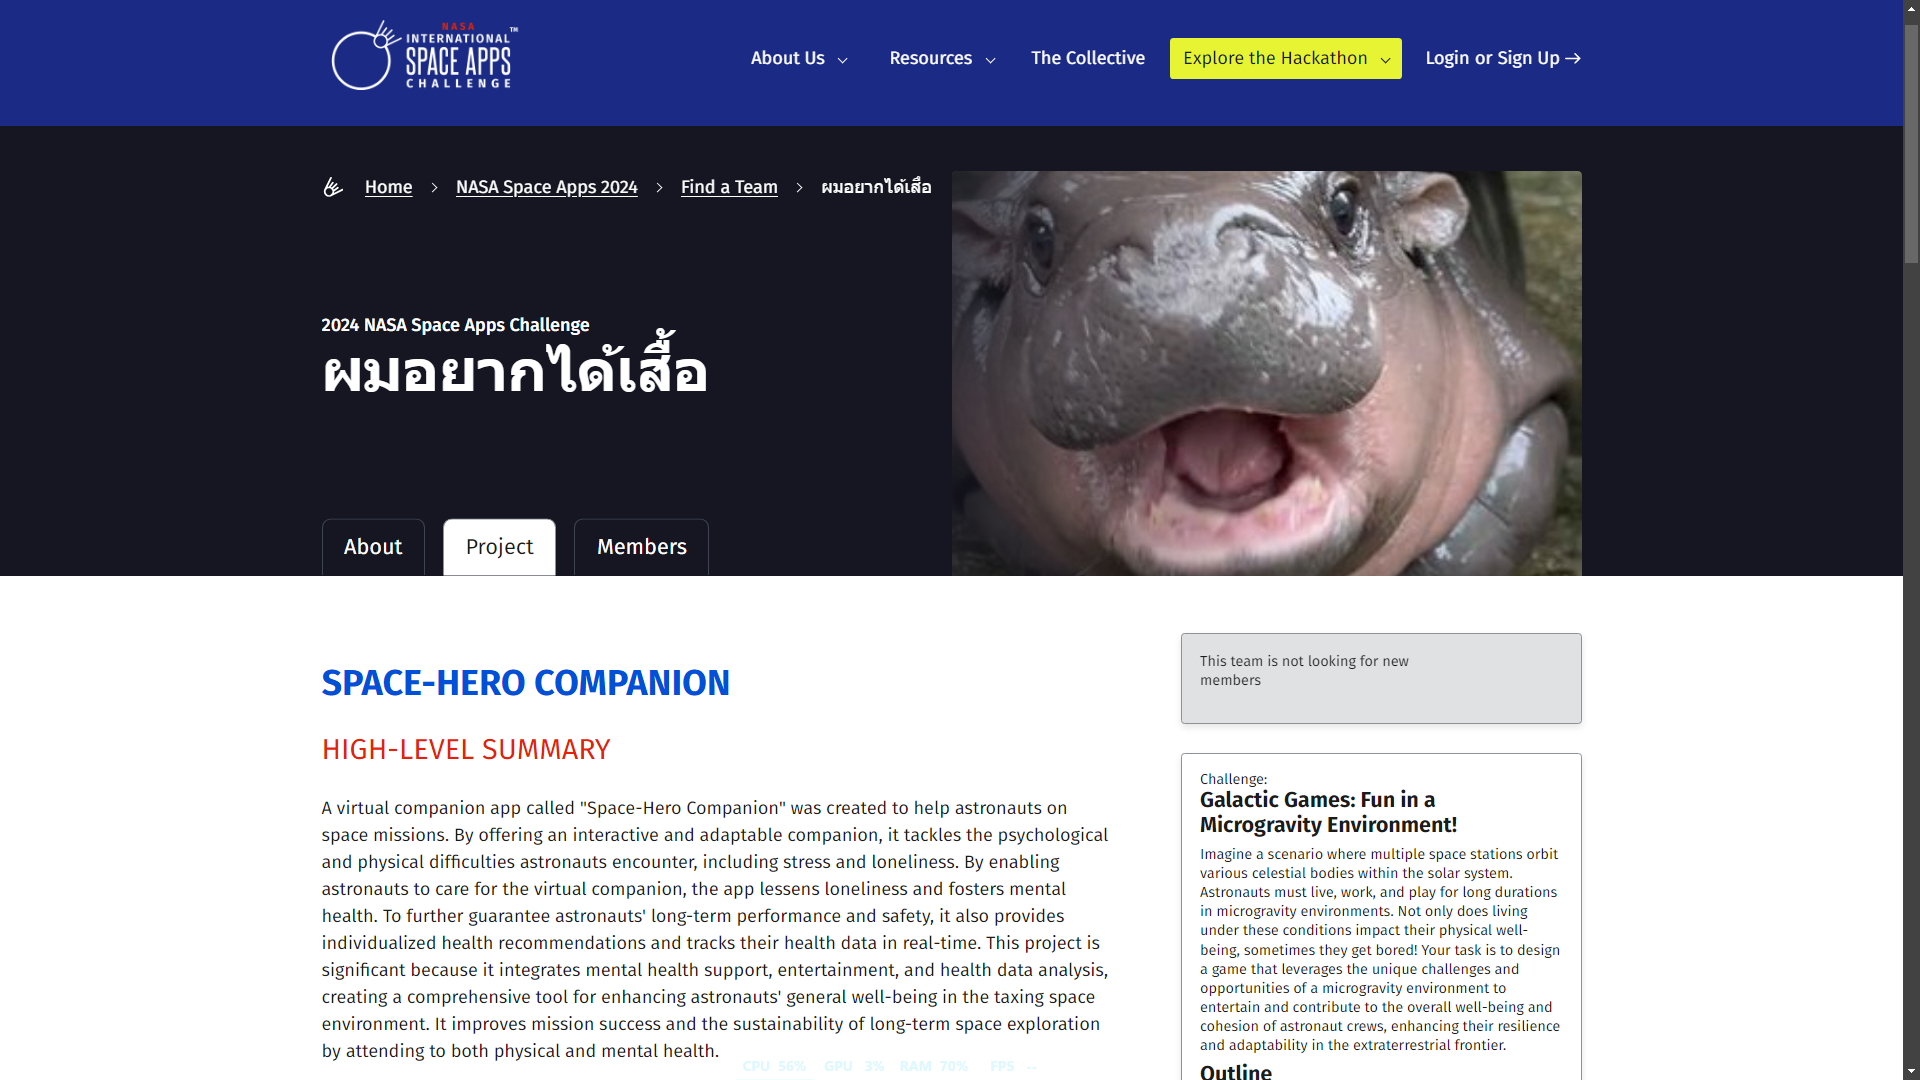 NASA
INTERNATIONAL™
SPACE APPS
CHALLENGE
About Us
Resources
The Collective
Explore the Hackathon
Login or Sign Up →
Home
NASA Space Apps 2024
Find a Team
ผมอยากได้เสื้อ
2024 NASA Space Apps Challenge
ผมอยากได้เสื้อ
About
Project
Members
SPACE-HERO COMPANION
HIGH-LEVEL SUMMARY
A virtual companion app called "Space-Hero Companion" was created to help astronauts on
space missions. By offering an interactive and adaptable companion, it tackles the psychological
and physical difficulties astronauts encounter, including stress and loneliness. By enabling
astronauts to care for the virtual companion, the app lessens loneliness and fosters mental
health. To further guarantee astronauts' long-term performance and safety, it also provides
individualized health recommendations and tracks their health data in real-time. This project is
significant because it integrates mental health support, entertainment, and health data analysis,
creating a comprehensive tool for enhancing astronauts' general well-being in the taxing space
environment. It improves mission success and the sustainability of long-term space exploration
by attending to both physical and mental health.
CPU 56% GPU 3% RAM 70% FPS --
This team is not looking for new
members
Challenge:
Galactic Games: Fun in a
Microgravity Environment!
Imagine a scenario where multiple space stations orbit
various celestial bodies within the solar system.
Astronauts must live, work, and play for long durations
in microgravity environments. Not only does living
under these conditions impact their physical well-
being, sometimes they get bored! Your task is to design
a game that leverages the unique challenges and
opportunities of a microgravity environment to
entertain and contribute to the overall well-being and
cohesion of astronaut crews, enhancing their resilience
and adaptability in the extraterrestrial frontier.
Outline